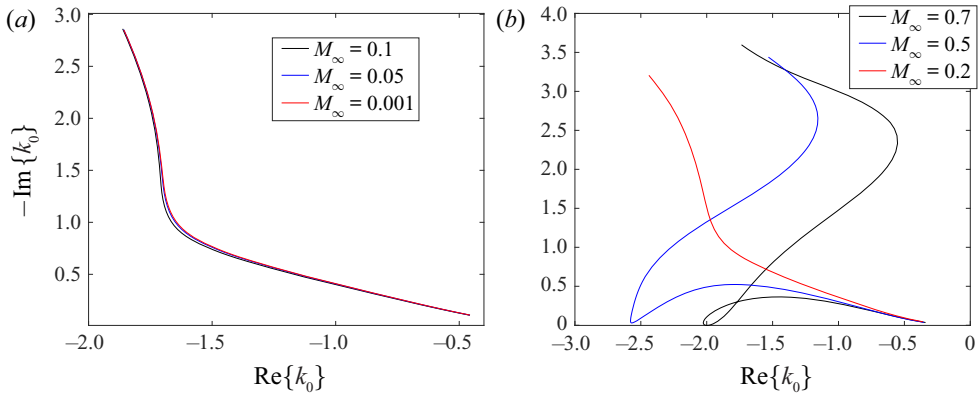 (a)
3.0
2.5
2.0
1.5
1.0
0.5
−2.0 −1.5 −1.0 −0.5
−Im{k₀}
Re{k₀}
M∞ = 0.1
M∞ = 0.05
M∞ = 0.001
(b)
4.0
3.5
3.0
2.5
2.0
1.5
1.0
0.5
0
−3.0 −2.5 −2.0 −1.5 −1.0 −0.5 0
Re{k₀}
M∞ = 0.7
M∞ = 0.5
M∞ = 0.2